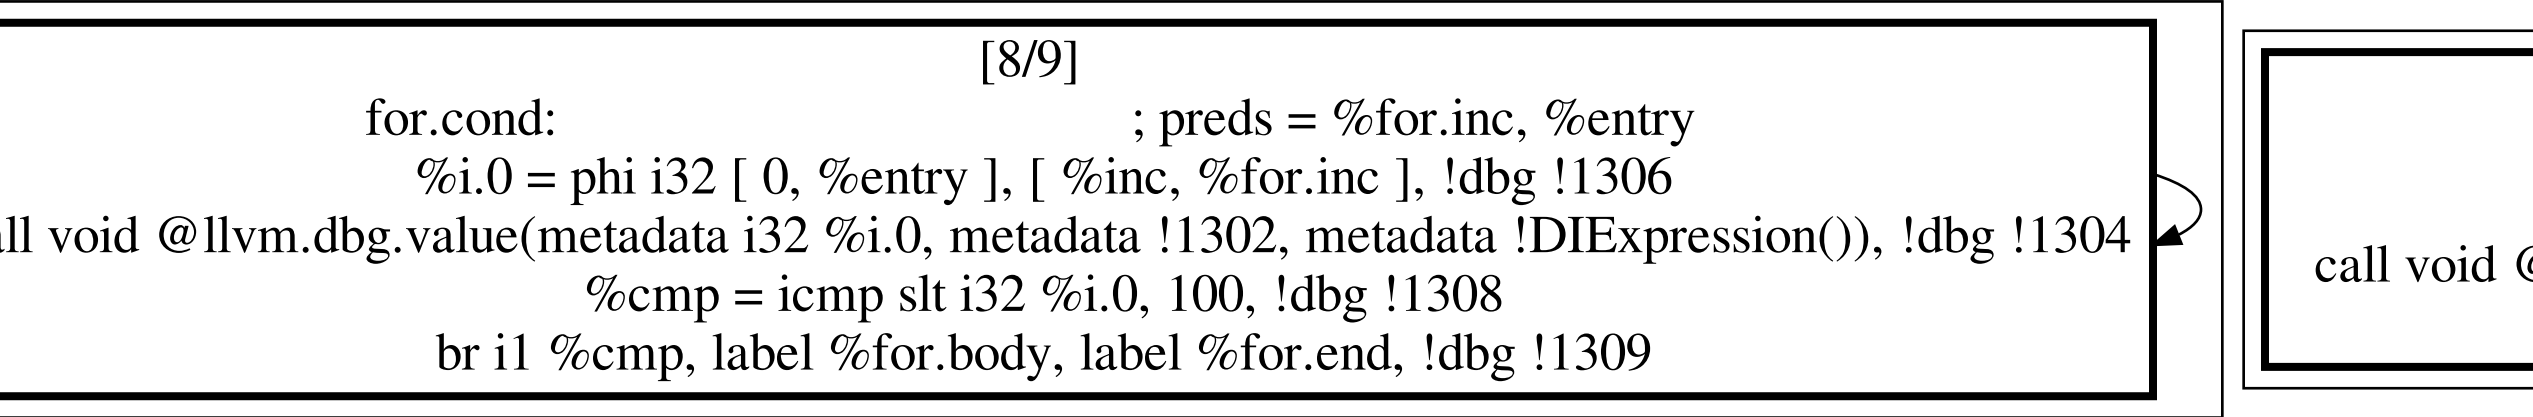 [8/9]
for.cond: ; preds = %for.inc, %entry
%i.0 = phi i32 [ 0, %entry ], [ %inc, %for.inc ], !dbg !1306
void @llvm.dbg.value(metadata i32 %i.0, metadata !1302, metadata !DIExpression()), !dbg !1304
%cmp = icmp slt i32 %i.0, 100, !dbg !1308
br i1 %cmp, label %for.body, label %for.end, !dbg !1309
call void @